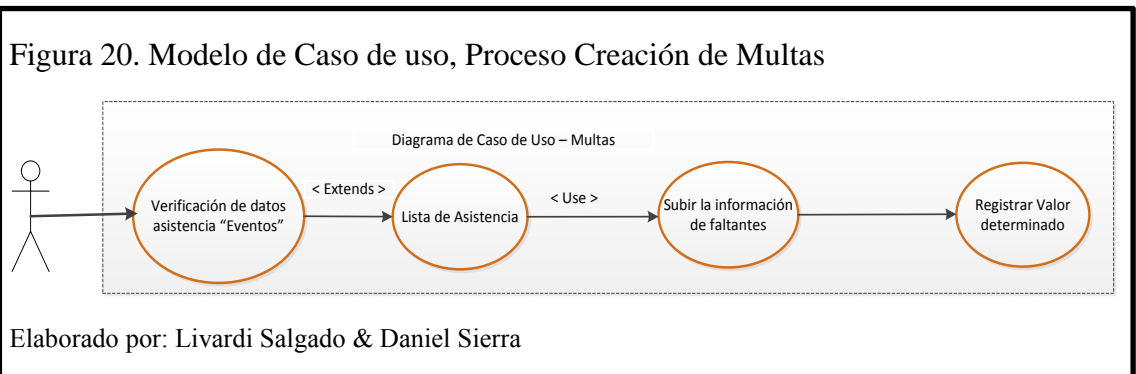 Figura 20. Modelo de Caso de uso, Proceso Creación de Multas
Diagrama de Caso de Uso – Multas
Verificación de datos
asistencia “Eventos”
< Extends >
Lista de Asistencia
< Use >
Subir la información
de faltantes
Registrar Valor
determinado
Elaborado por: Livardi Salgado & Daniel Sierra